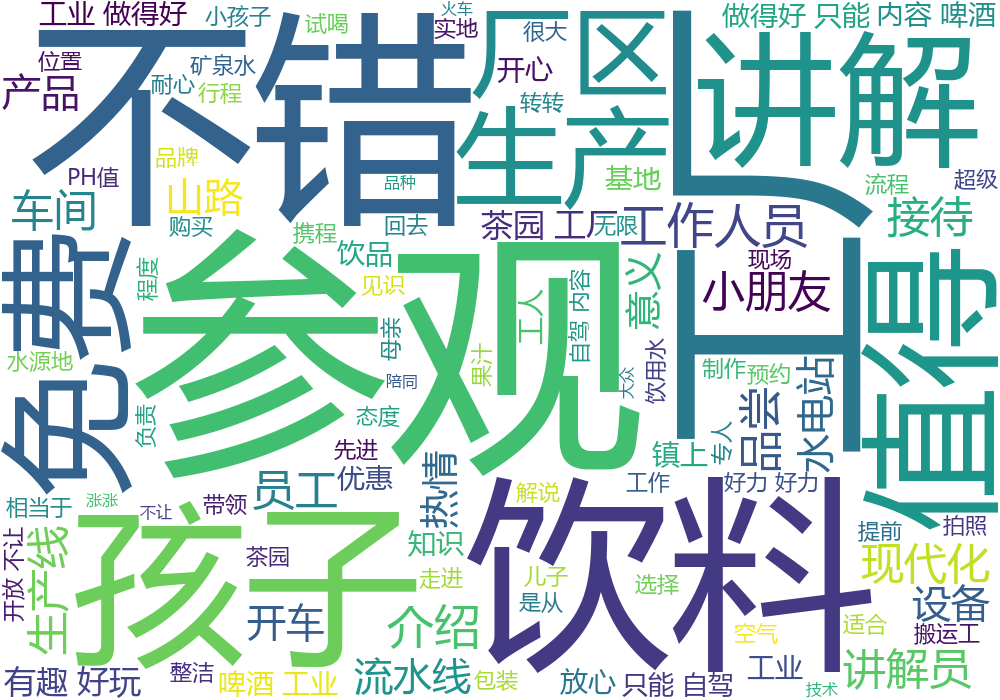 工业 做得好
小孩子
试喝
火车
实地
很大
做得好 只能
内容 啤酒
位置
不错
厂区
讲解
产品
耐心
矿泉水
行程
开心
转转
生产
工厂
PH值
品牌
山路
品种
基地
流程
超级
车间
购买
回去
茶园 工厂
无限
工作人员
接待
携程
饮品
现场
免费
程度
参观
见识
工人
自驾 内容
意义
小朋友
值得
水源地
母亲
果汁
陪同
大众
饮用水
制作
预约
水电站
品尝
负责
态度
先进
专人
镇上
员工
优惠
热情
工作
好力 好力
相当于
涨涨
不让
带领
解说
饮料
提前
拍照
开放 不让
生产线
孩子
茶园
知识
走进
儿子
是从
选择
现代化
设备
开车
介绍
空气
适合
搬运工
有趣 好玩
整洁
啤酒 工业
流水线
包装
放心
只能 自驾
工业
技术
讲解员